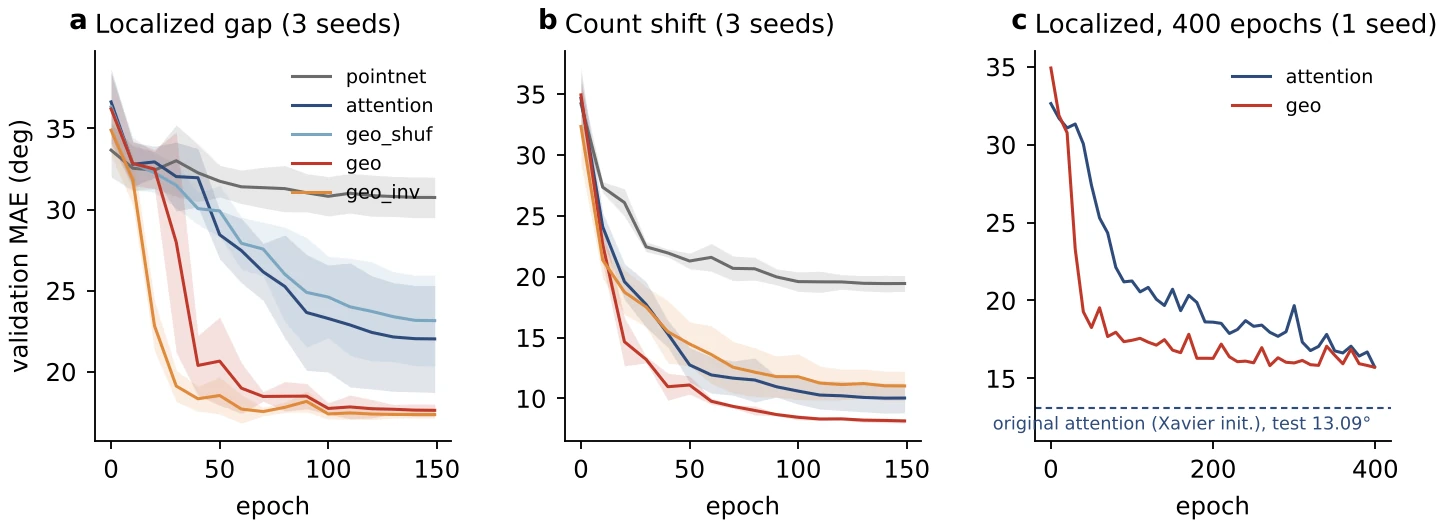 a Localized gap (3 seeds)
validation MAE (deg)
35
30
25
20
pointnet
attention
geo_shuf
geo
geo_inv
0 50 100 150
epoch
b Count shift (3 seeds)
35
30
25
20
15
10
0 50 100 150
epoch
c Localized, 400 epochs (1 seed)
35
30
25
20
15
attention
geo
original attention (Xavier init.), test 13.09°
0 200 400
epoch